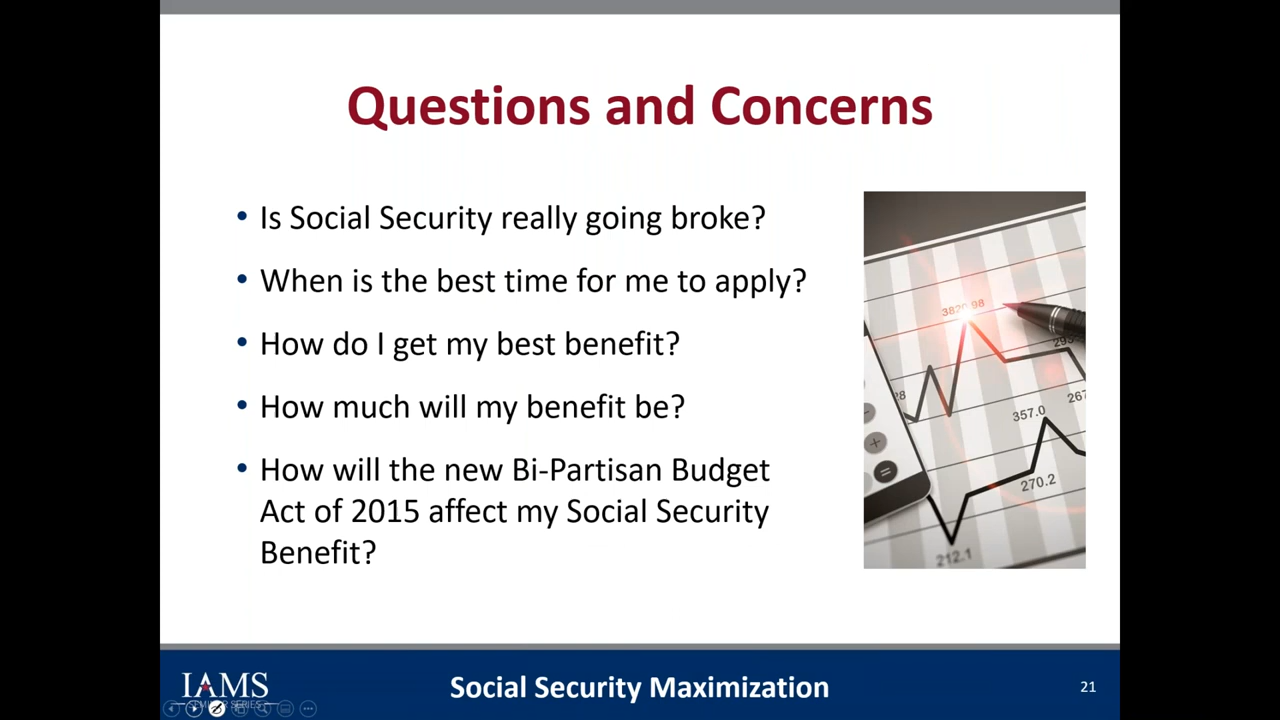 Questions and Concerns
• Is Social Security really going broke?
• When is the best time for me to apply?
• How do I get my best benefit?
• How much will my benefit be?
• How will the new Bi-Partisan Budget
Act of 2015 affect my Social Security
Benefit?
357.0
270.2
212.1
IAMS
Social Security Maximization
21